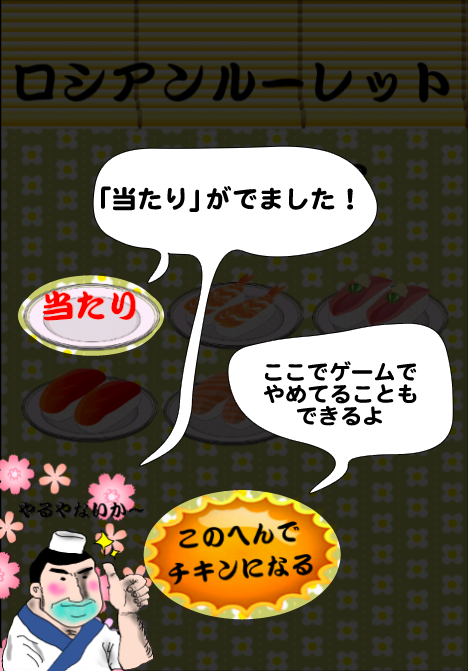 ロシアンルーレット
「当たり」がでました！
当たり
ここでゲームで
やめてることも
できるよ
やるやないか～
このへんで
チキンになる